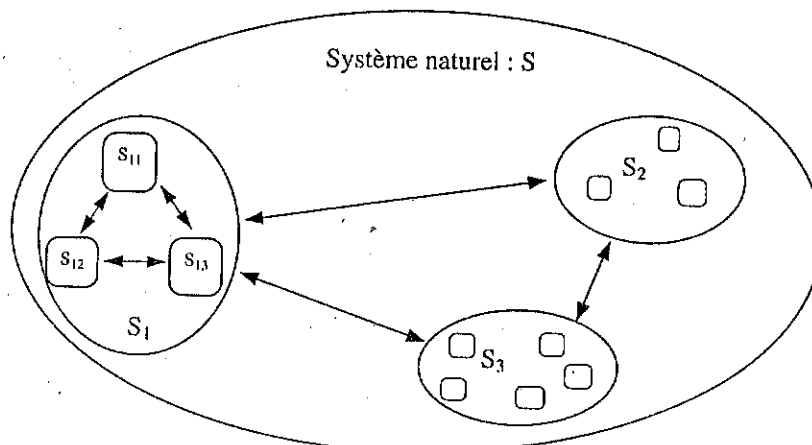 Système naturel : S
S₁₁
S₁₂
S₁₃
S₁
S₂
S₃